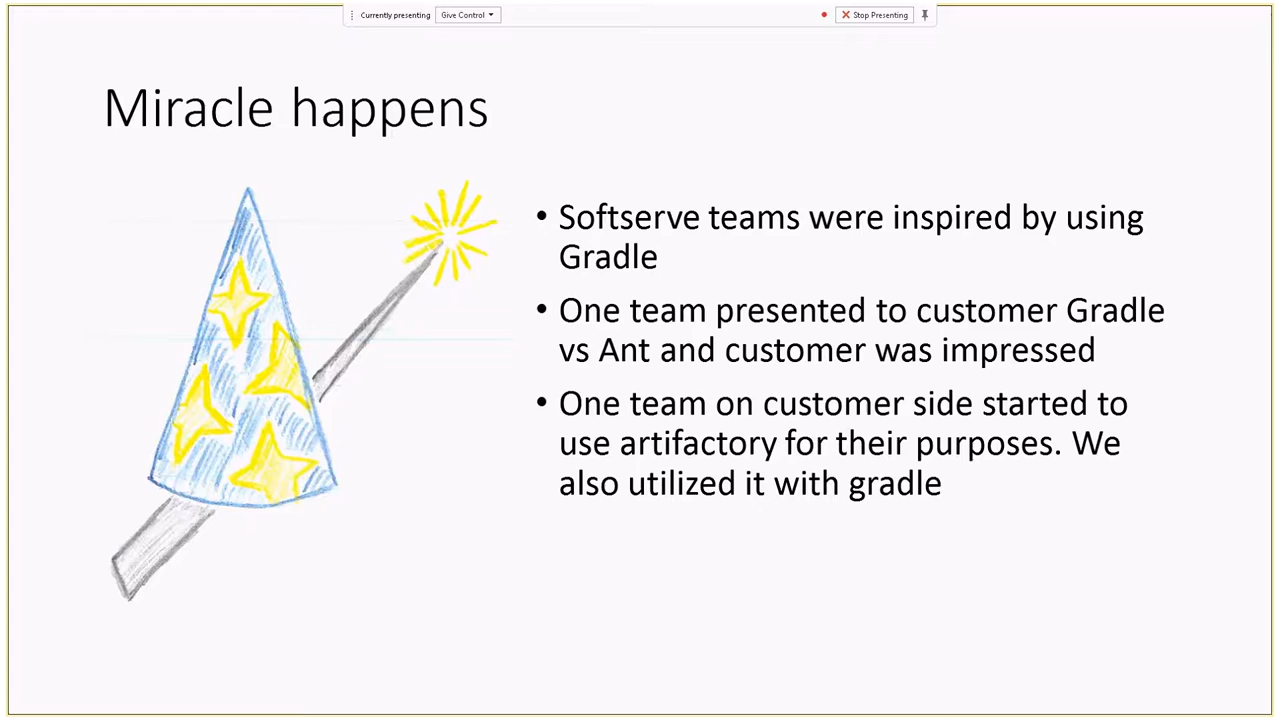 Currently presenting Give Control Stop Presenting
Miracle happens
• Softserve teams were inspired by using
Gradle
• One team presented to customer Gradle
vs Ant and customer was impressed
• One team on customer side started to
use artifactory for their purposes. We
also utilized it with gradle